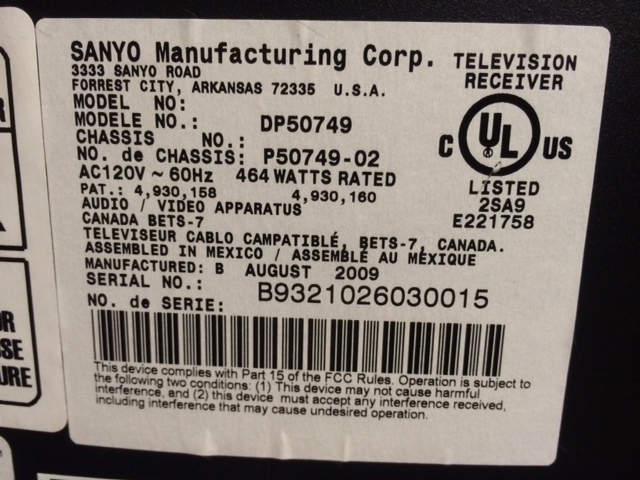 SANYO Manufacturing Corp.
3333 SANYO ROAD
FORREST CITY, ARKANSAS 72335 U.S.A.
TELEVISION
RECEIVER
MODEL NO:
MODELE NO.: DP50749
CHASSIS NO.:
NO. de CHASSIS: P50749-02
AC120V ~ 60Hz 464 WATTS RATED
PAT.: 4,930,158 4,930,160
C UL ® US
LISTED
2SA9
E221758
AUDIO / VIDEO APPARATUS
CANADA BETS-7
TELEVISEUR CABLO CAMPATIBLÉ, BETS-7, CANADA.
ASSEMBLED IN MEXICO / ASSEMBLÉ AU MÉXIQUE
MANUFACTURED: B AUGUST 2009
SERIAL NO.:
NO. de SERIE: B9321026030015
This device complies with Part 15 of the FCC Rules. Operation is subject to
the following two conditions: (1) This device may not cause harmful
interference, and (2) this device must accept any interference received,
including interference that may cause undesired operation.